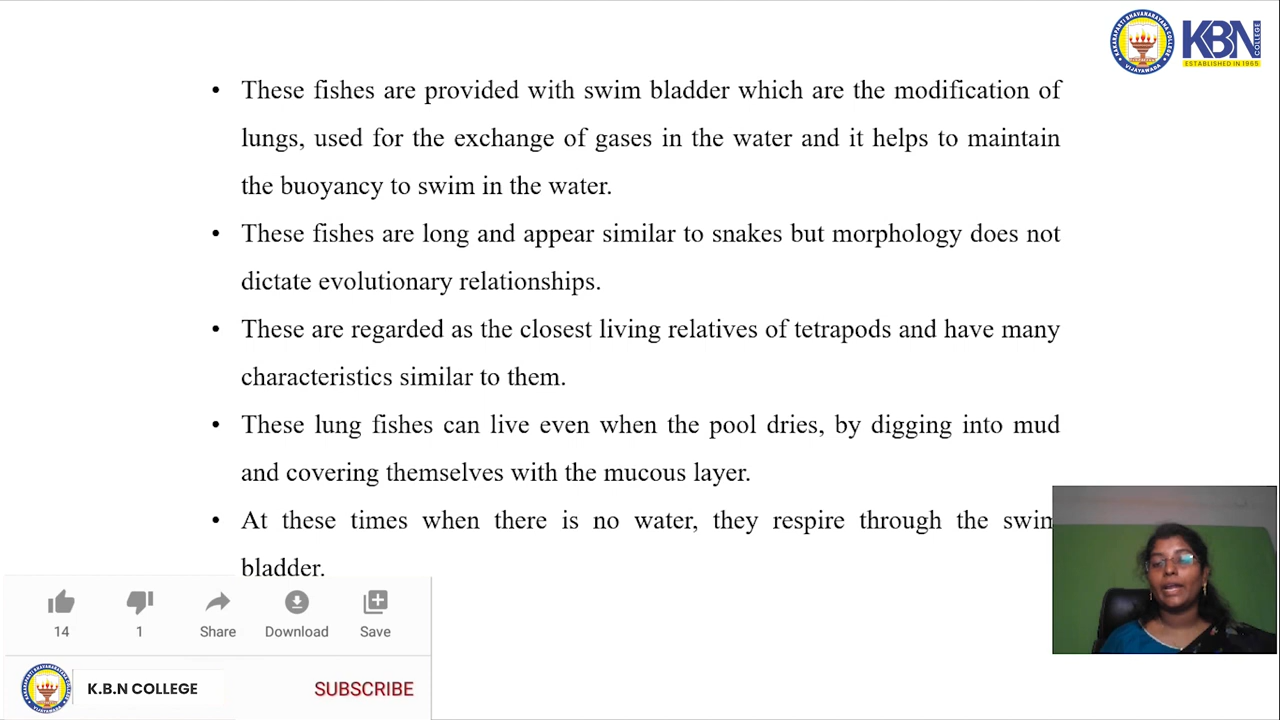 KAKARAPARTI BHAVANARAYANA COLLEGE
VIJAYAWADA
KBN
COLLEGE
ESTABLISHED IN 1965
• These fishes are provided with swim bladder which are the modification of
lungs, used for the exchange of gases in the water and it helps to maintain
the buoyancy to swim in the water.
• These fishes are long and appear similar to snakes but morphology does not
dictate evolutionary relationships.
• These are regarded as the closest living relatives of tetrapods and have many
characteristics similar to them.
• These lung fishes can live even when the pool dries, by digging into mud
and covering themselves with the mucous layer.
• At these times when there is no water, they respire through the swim
bladder.
14 1 Share Download Save
K.B.N COLLEGE SUBSCRIBE